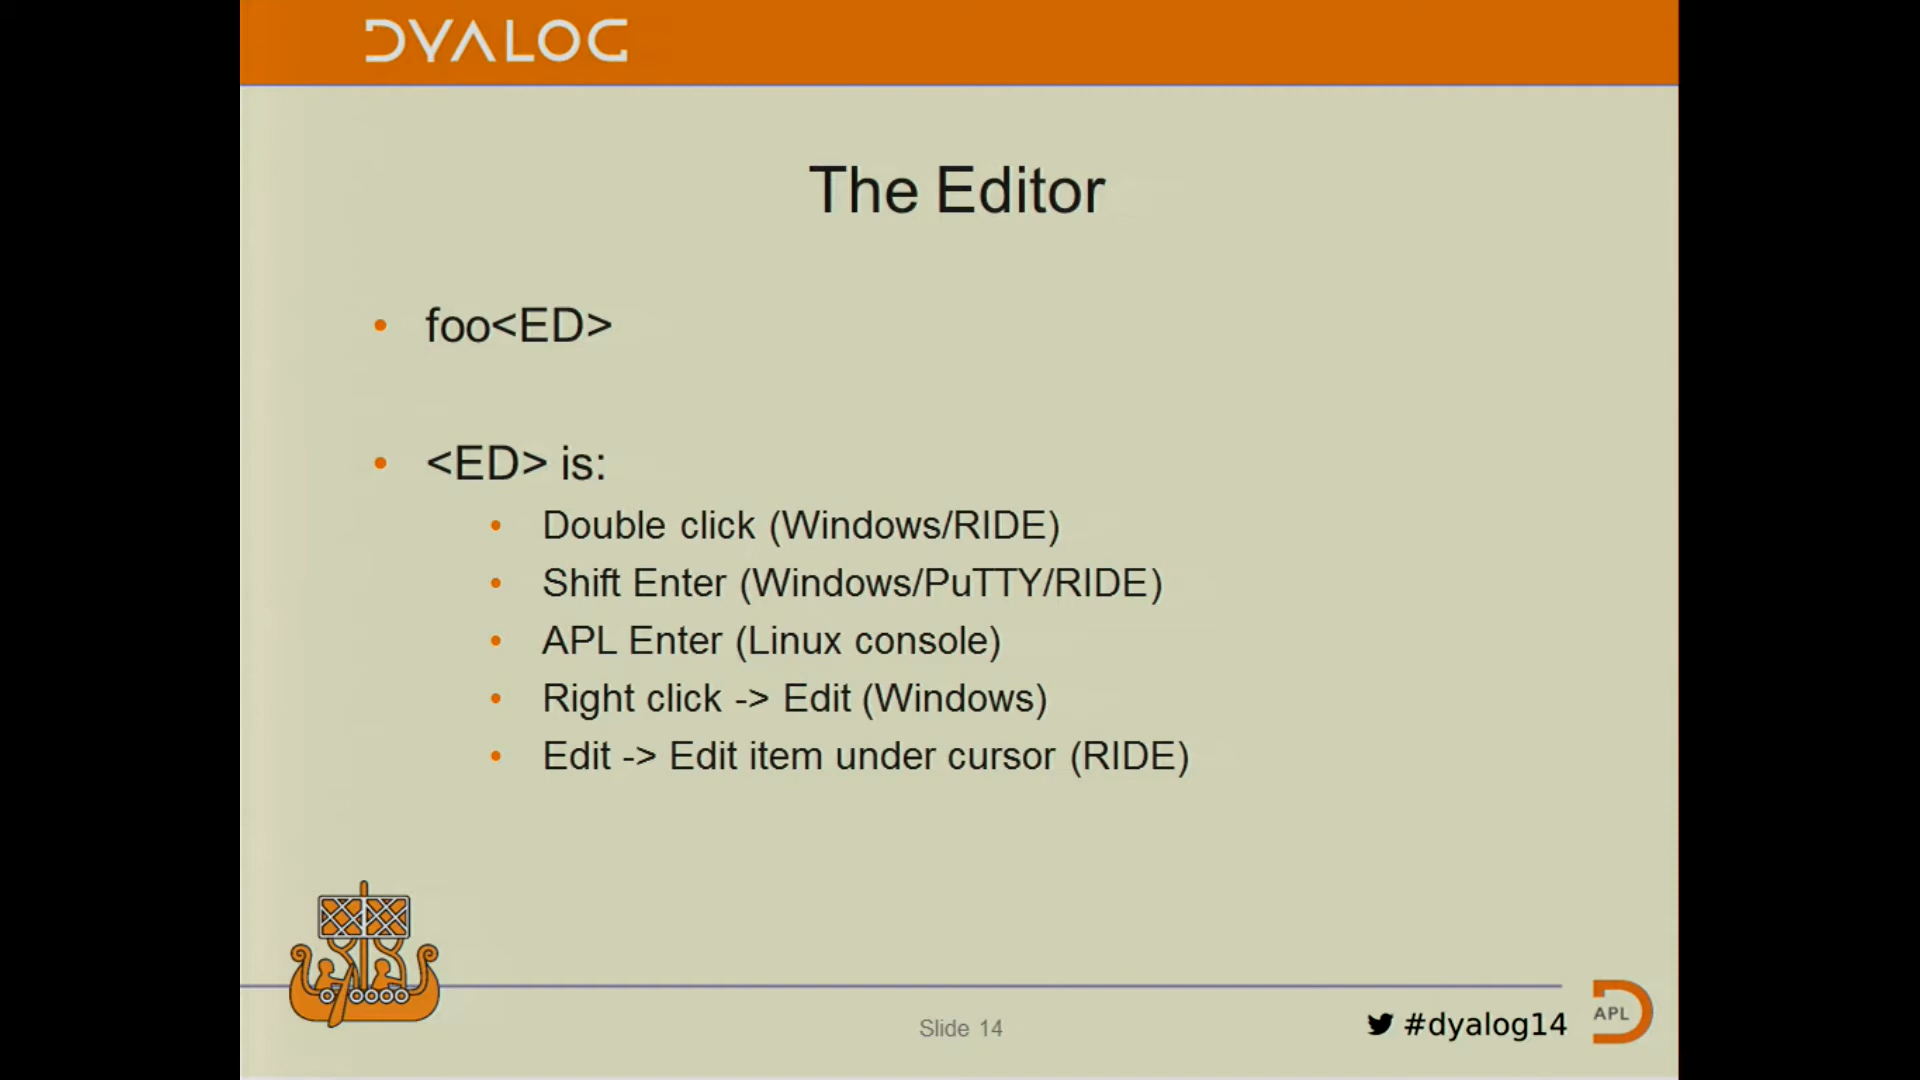 DYALOG
The Editor
• foo<ED>
• <ED> is:
• Double click (Windows/RIDE)
• Shift Enter (Windows/PuTTY/RIDE)
• APL Enter (Linux console)
• Right click -> Edit (Windows)
• Edit -> Edit item under cursor (RIDE)
Slide 14
#dyalog14
APL